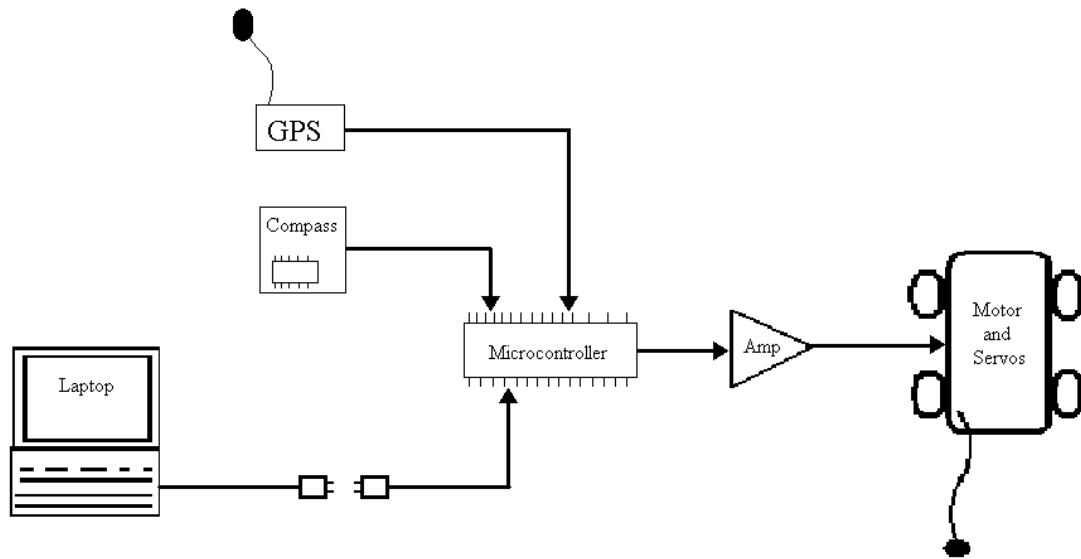 GPS
Compass
Microcontroller
Amp
Motor
and
Servos
Laptop